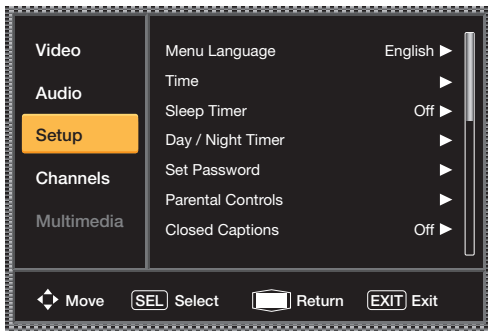 Video
Audio
Setup
Channels
Multimedia
Menu Language English ▶
Time ▶
Sleep Timer Off ▶
Day / Night Timer ▶
Set Password ▶
Parental Controls ▶
Closed Captions Off ▶
Move SEL Select Return EXIT Exit